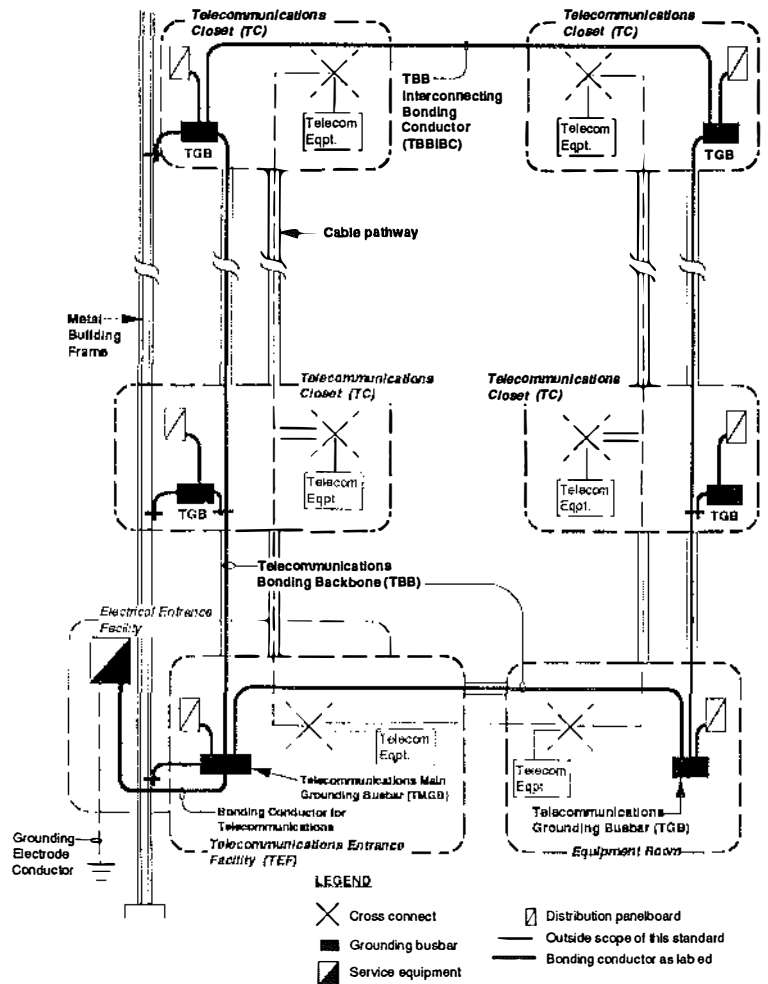 Telecommunications
Closet (TC)
Telecommunications
Closet (TC)
TBB
Interconnecting
Bonding
Conductor
(TBBIBC)
Telecom
Eqpt.
Telecom
Eqpt.
TGB
TGB
Cable pathway
Metal
Building
Frame
Telecommunications
Closet (TC)
Telecommunications
Closet (TC)
Telecom
Eqpt
Telecom
Eqpt.
TGB
TGB
Telecommunications
Bonding Backbone (TBB)
Electrical Entrance
Facility
Telecom
Eqpt.
Telecom
Eqpt
Telecommunications Main
Grounding Busbar (TMGB)
Bonding Conductor for
Telecommunications
Telecommunications
Grounding Busbar (TGB)
Telecommunications Entrance
Facility (TEF)
Equipment Room
Grounding
Electrode
Conductor
LEGEND
Cross connect
Grounding busbar
Service equipment
Distribution panelboard
Outside scope of this standard
Bonding conductor as lab ed